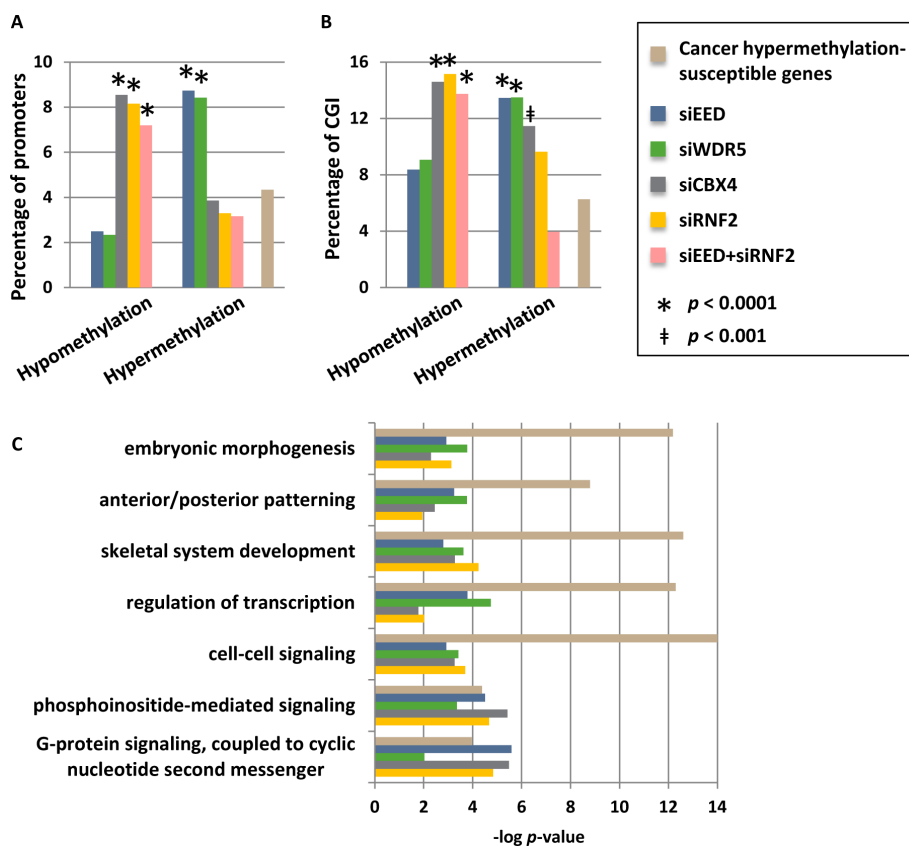 A
Percentage of promoters
10
8
6
4
2
0
* *
*
* *
Hypomethylation
Hypermethylation
B
Percentage of CGI
16
12
8
4
0
**
*
*
*
ǂ
Hypomethylation
Hypermethylation
Cancer hypermethylation-
susceptible genes
siEED
siWDR5
siCBX4
siRNF2
siEED+siRNF2
* p < 0.0001
ǂ p < 0.001
C
embryonic morphogenesis
anterior/posterior patterning
skeletal system development
regulation of transcription
cell-cell signaling
phosphoinositide-mediated signaling
G-protein signaling, coupled to cyclic
nucleotide second messenger
0 2 4 6 8 10 12 14
-log p-value